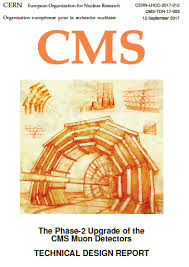 CERN European Organization for Nuclear Research
Organisation européenne pour la recherche nucléaire
CERN-LHCC-2017-012
CMS-TDR-17-003
12 September 2017
CMS
The Phase-2 Upgrade of the
CMS Muon Detectors
TECHNICAL DESIGN REPORT